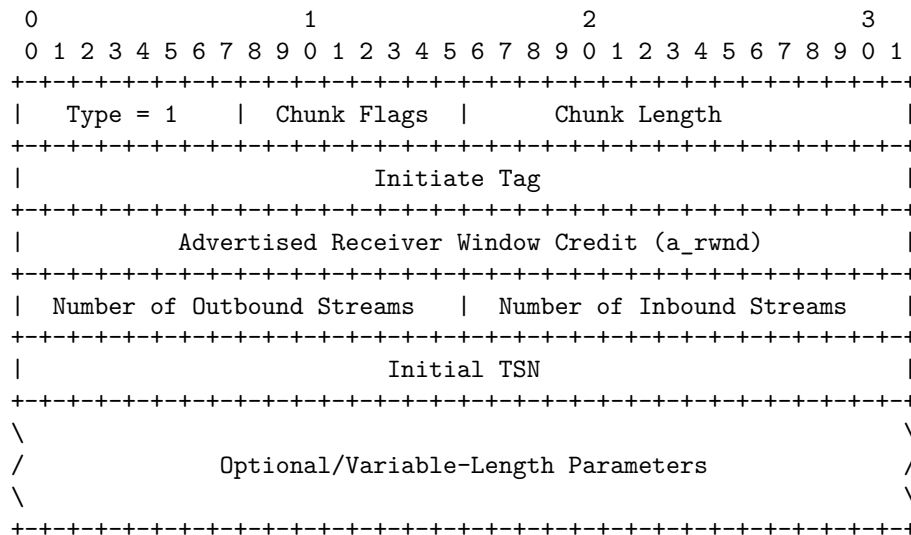 0                   1                   2                   3
0 1 2 3 4 5 6 7 8 9 0 1 2 3 4 5 6 7 8 9 0 1 2 3 4 5 6 7 8 9 0 1
+-+-+-+-+-+-+-+-+-+-+-+-+-+-+-+-+-+-+-+-+-+-+-+-+-+-+-+-+-+-+-+-+
|   Type = 1    |  Chunk Flags  |      Chunk Length             |
+-+-+-+-+-+-+-+-+-+-+-+-+-+-+-+-+-+-+-+-+-+-+-+-+-+-+-+-+-+-+-+-+
|                         Initiate Tag                          |
+-+-+-+-+-+-+-+-+-+-+-+-+-+-+-+-+-+-+-+-+-+-+-+-+-+-+-+-+-+-+-+-+
|           Advertised Receiver Window Credit (a_rwnd)          |
+-+-+-+-+-+-+-+-+-+-+-+-+-+-+-+-+-+-+-+-+-+-+-+-+-+-+-+-+-+-+-+-+
|  Number of Outbound Streams   |  Number of Inbound Streams    |
+-+-+-+-+-+-+-+-+-+-+-+-+-+-+-+-+-+-+-+-+-+-+-+-+-+-+-+-+-+-+-+-+
|                          Initial TSN                          |
+-+-+-+-+-+-+-+-+-+-+-+-+-+-+-+-+-+-+-+-+-+-+-+-+-+-+-+-+-+-+-+-+
\                                                               \
/              Optional/Variable-Length Parameters              /
\                                                               \
+-+-+-+-+-+-+-+-+-+-+-+-+-+-+-+-+-+-+-+-+-+-+-+-+-+-+-+-+-+-+-+-+